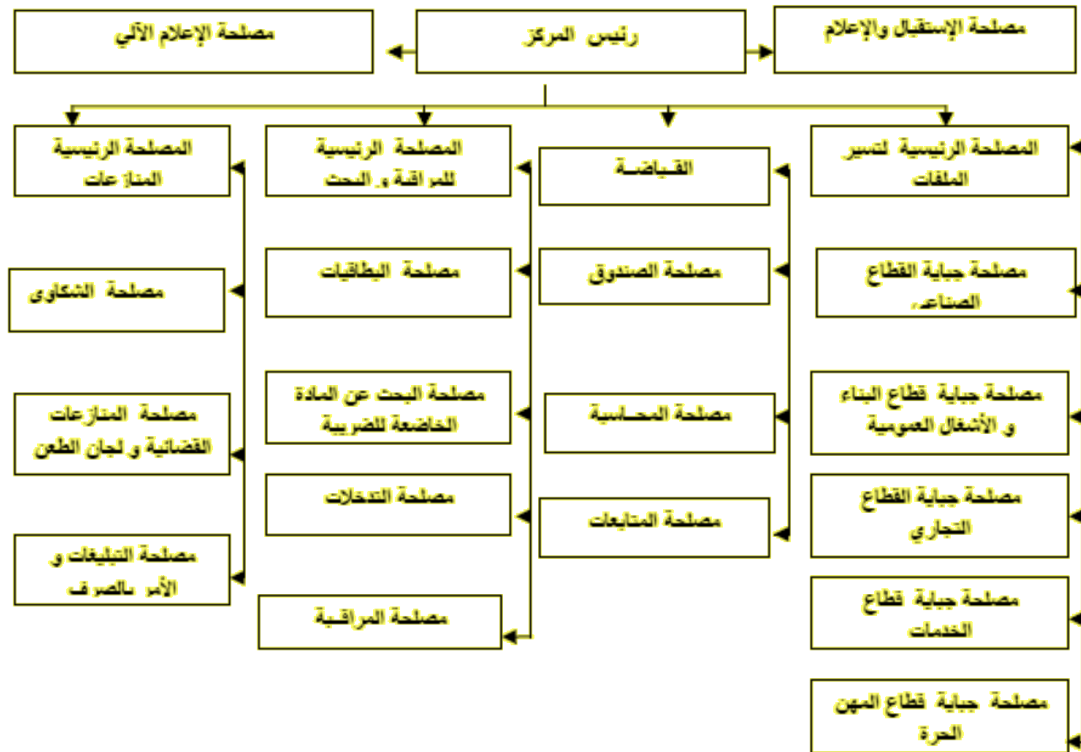 مصلحة الإستقبال والإعلام
رئيس المركز
مصلحة الإعلام الآلي
المصلحة الرئيسية لتسير
الملفات
مصلحة جباية القطاع
الصناعي
مصلحة جباية قطاع البناء
و الأشغال العمومية
مصلحة جباية القطاع
التجاري
مصلحة جباية قطاع
الخدمات
مصلحة جباية قطاع المهن
الحرة
القــباضــة
مصلحة الصندوق
مصلحة المحاسبة
مصلحة المتابعات
المصلحة الرئيسية
للمراقبة و البحث
مصلحة البطاقيات
مصلحة البحث عن المادة
الخاضعة للضريبة
مصلحة التدخلات
مصلحة المراقــبة
المصلحة الرئيسية
المنازعات
مصلحة الشكاوى
مصلحة المنازعات
القضائية و لجان الطعن
مصلحة التبليغات و
الأمر بالصرف